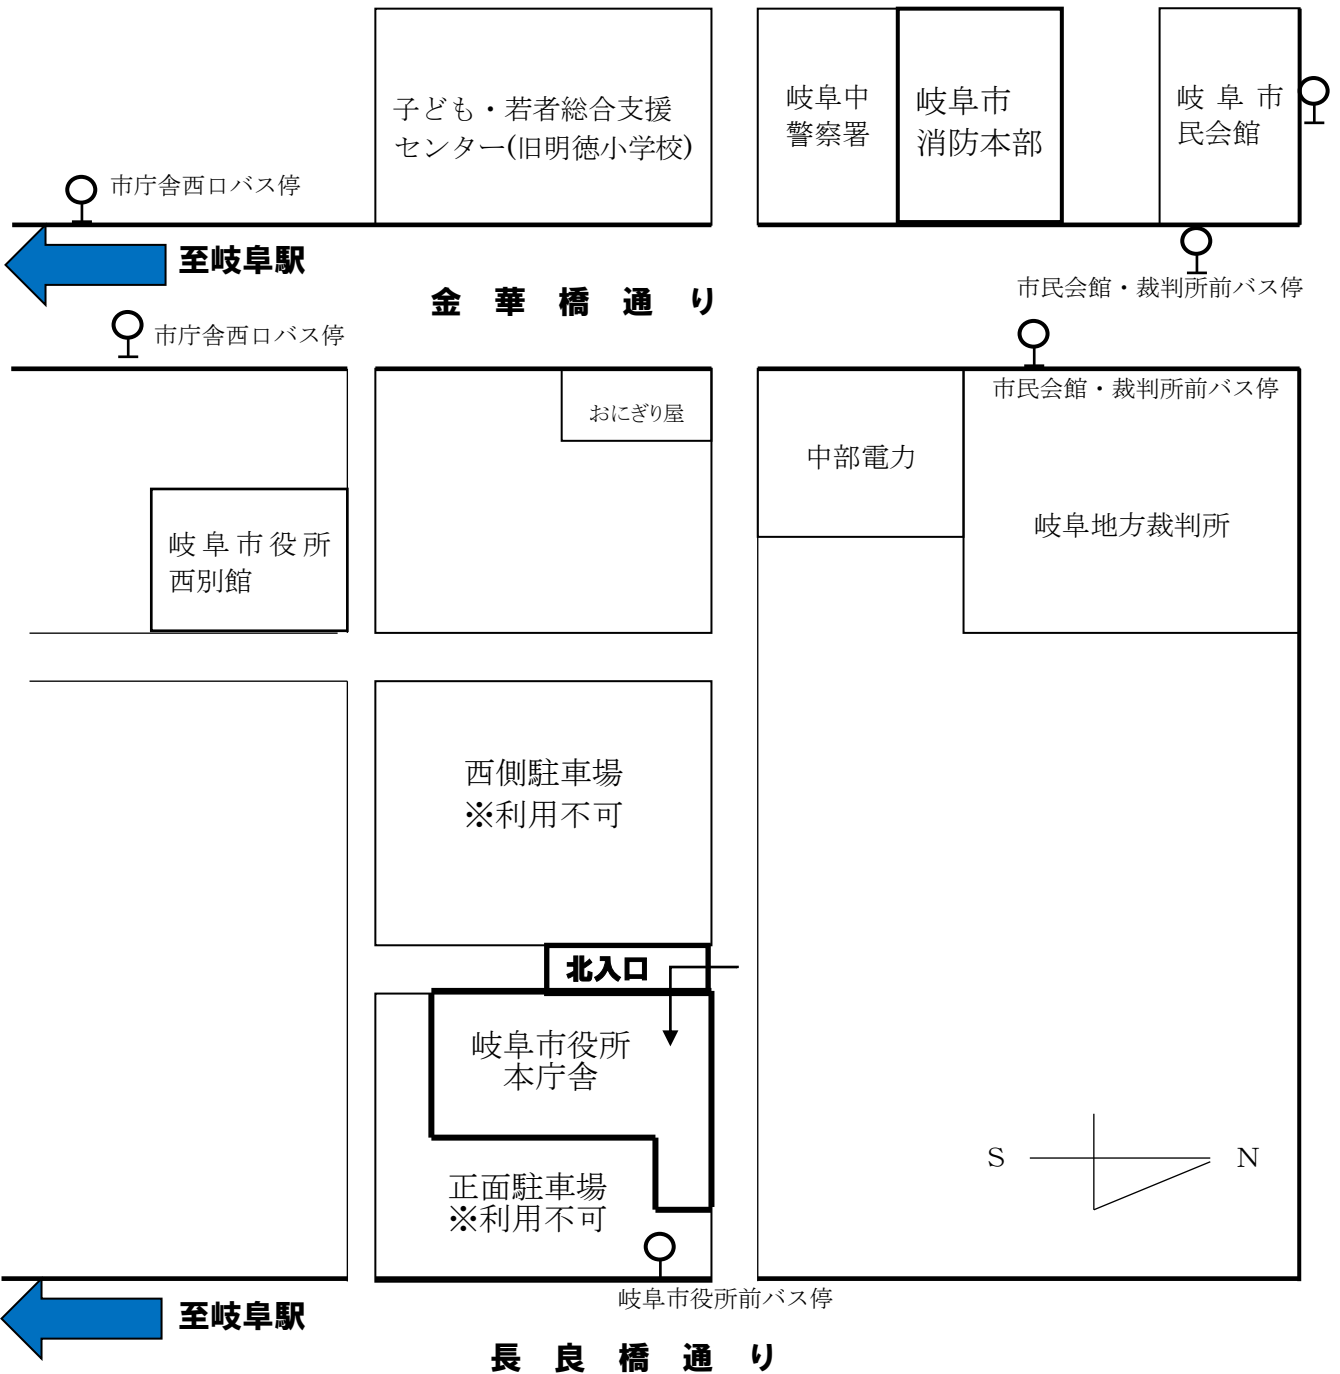 子ども・若者総合支援
センター(旧明徳小学校)
岐阜中
警察署
岐阜市
消防本部
岐阜市
民会館
市庁舎西口バス停
至岐阜駅
金華橋通り
市民会館・裁判所前バス停
市庁舎西口バス停
市民会館・裁判所前バス停
おにぎり屋
中部電力
岐阜地方裁判所
岐阜市役所
西別館
西側駐車場
※利用不可
北入口
岐阜市役所
本庁舎
正面駐車場
※利用不可
S
N
岐阜市役所前バス停
至岐阜駅
長良橋通り